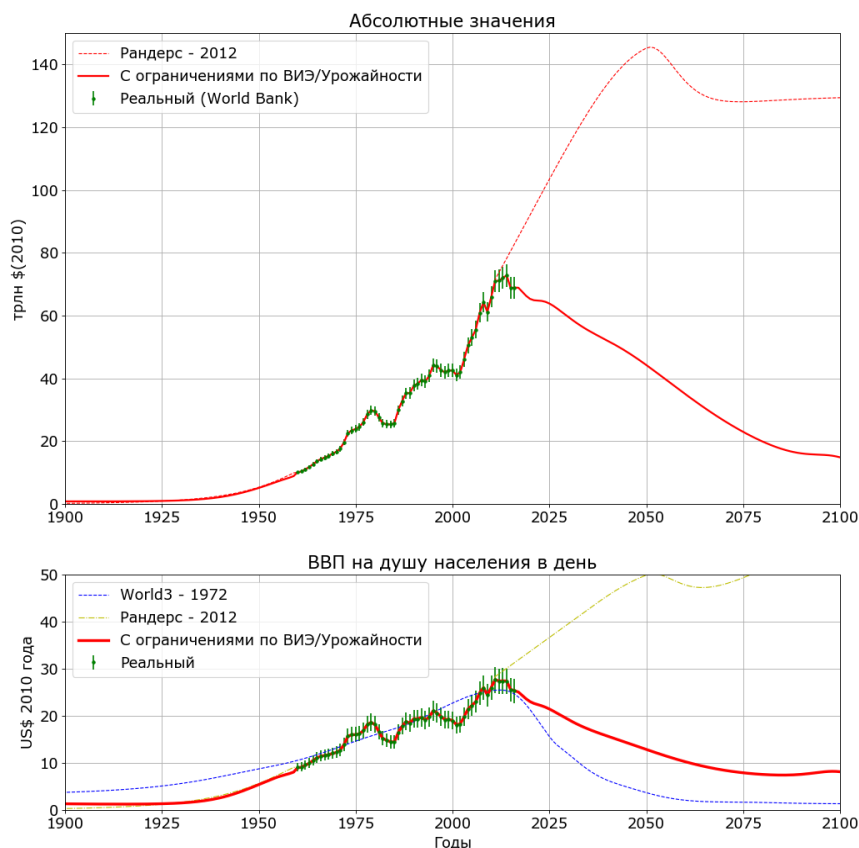 Абсолютные значения
Рандерс - 2012
С ограничениями по ВИЭ/Урожайности
Реальный (World Bank)
трлн $(2010)
140
120
100
80
60
40
20
0
1900 1925 1950 1975 2000 2025 2050 2075 2100
ВВП на душу населения в день
World3 - 1972
Рандерс - 2012
С ограничениями по ВИЭ/Урожайности
Реальный
US$ 2010 года
50
40
30
20
10
0
1900 1925 1950 1975 2000 2025 2050 2075 2100
Годы